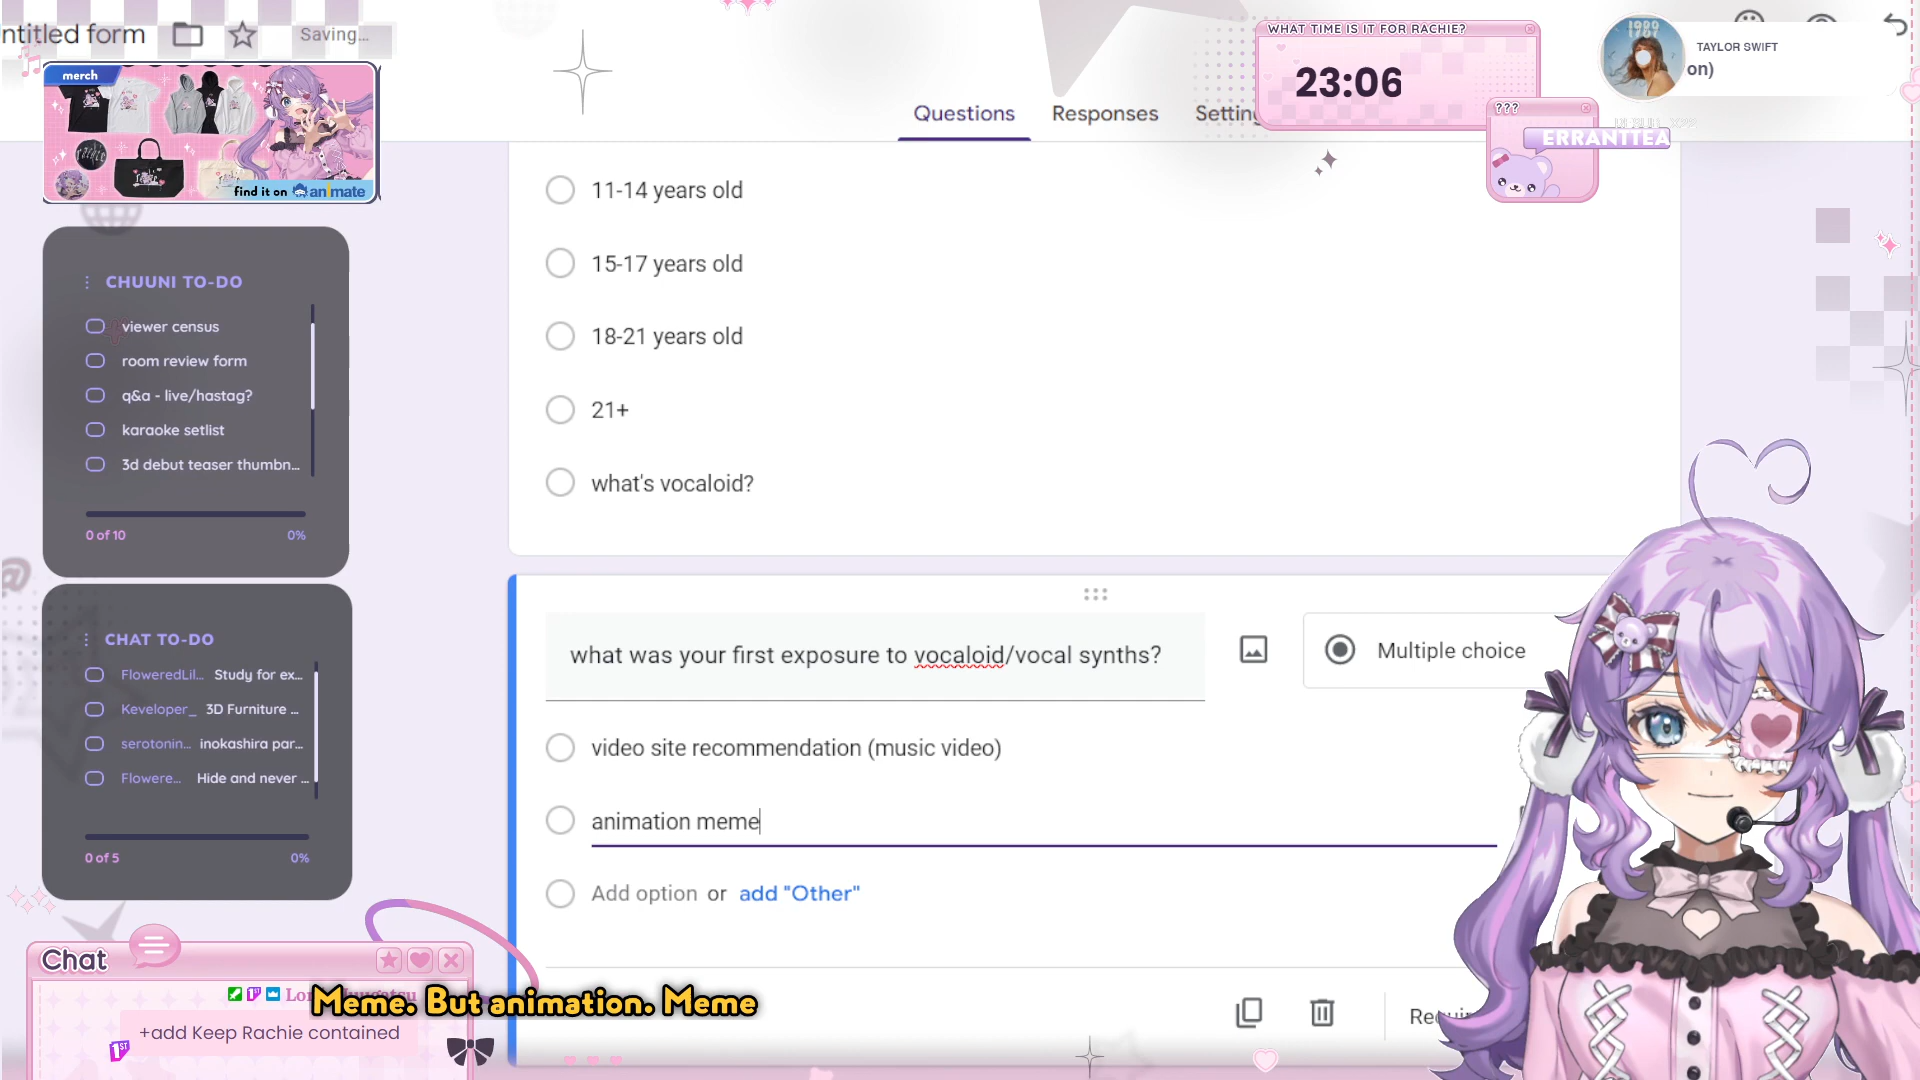 ntitled form
Saving...
merch
find it on animate
WHAT TIME IS IT FOR RACHIE?
23:06
TAYLOR SWIFT
on)
???
ERRANTTEA
Questions
Responses
Setting
CHUUNI TO-DO
viewer census
room review form
q&a - live/hastag?
karaoke setlist
3d debut teaser thumbn...
0 of 10
0%
CHAT TO-DO
FloweredLil... Study for ex...
Keveloper_ 3D Furniture ...
serotonin... inokashira par...
Flowere... Hide and never ...
0 of 5
0%
11-14 years old
15-17 years old
18-21 years old
21+
what's vocaloid?
what was your first exposure to vocaloid/vocal synths?
Multiple choice
video site recommendation (music video)
animation meme
Add option or add "Other"
Chat
+add Keep Rachie contained
1ST
Meme. But animation. Meme